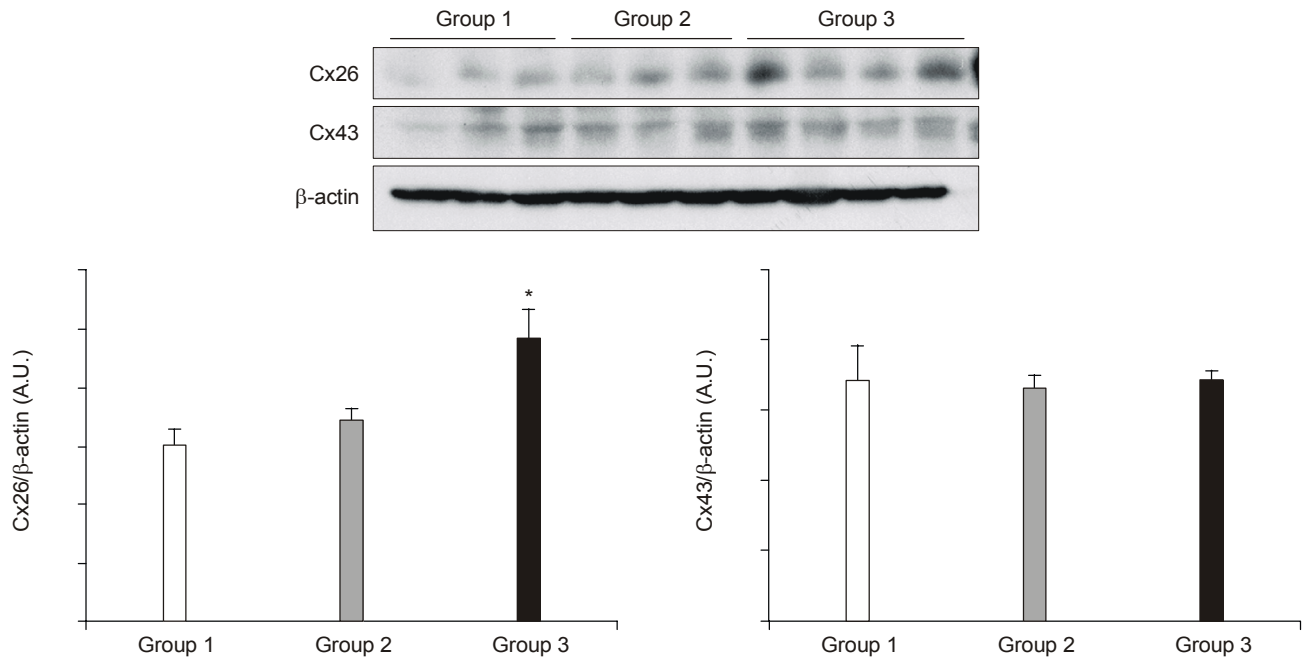 Group 1 Group 2 Group 3
Cx26
Cx43
β-actin
Cx26/β-actin (A.U.)
*
Group 1 Group 2 Group 3
Cx43/β-actin (A.U.)
Group 1 Group 2 Group 3